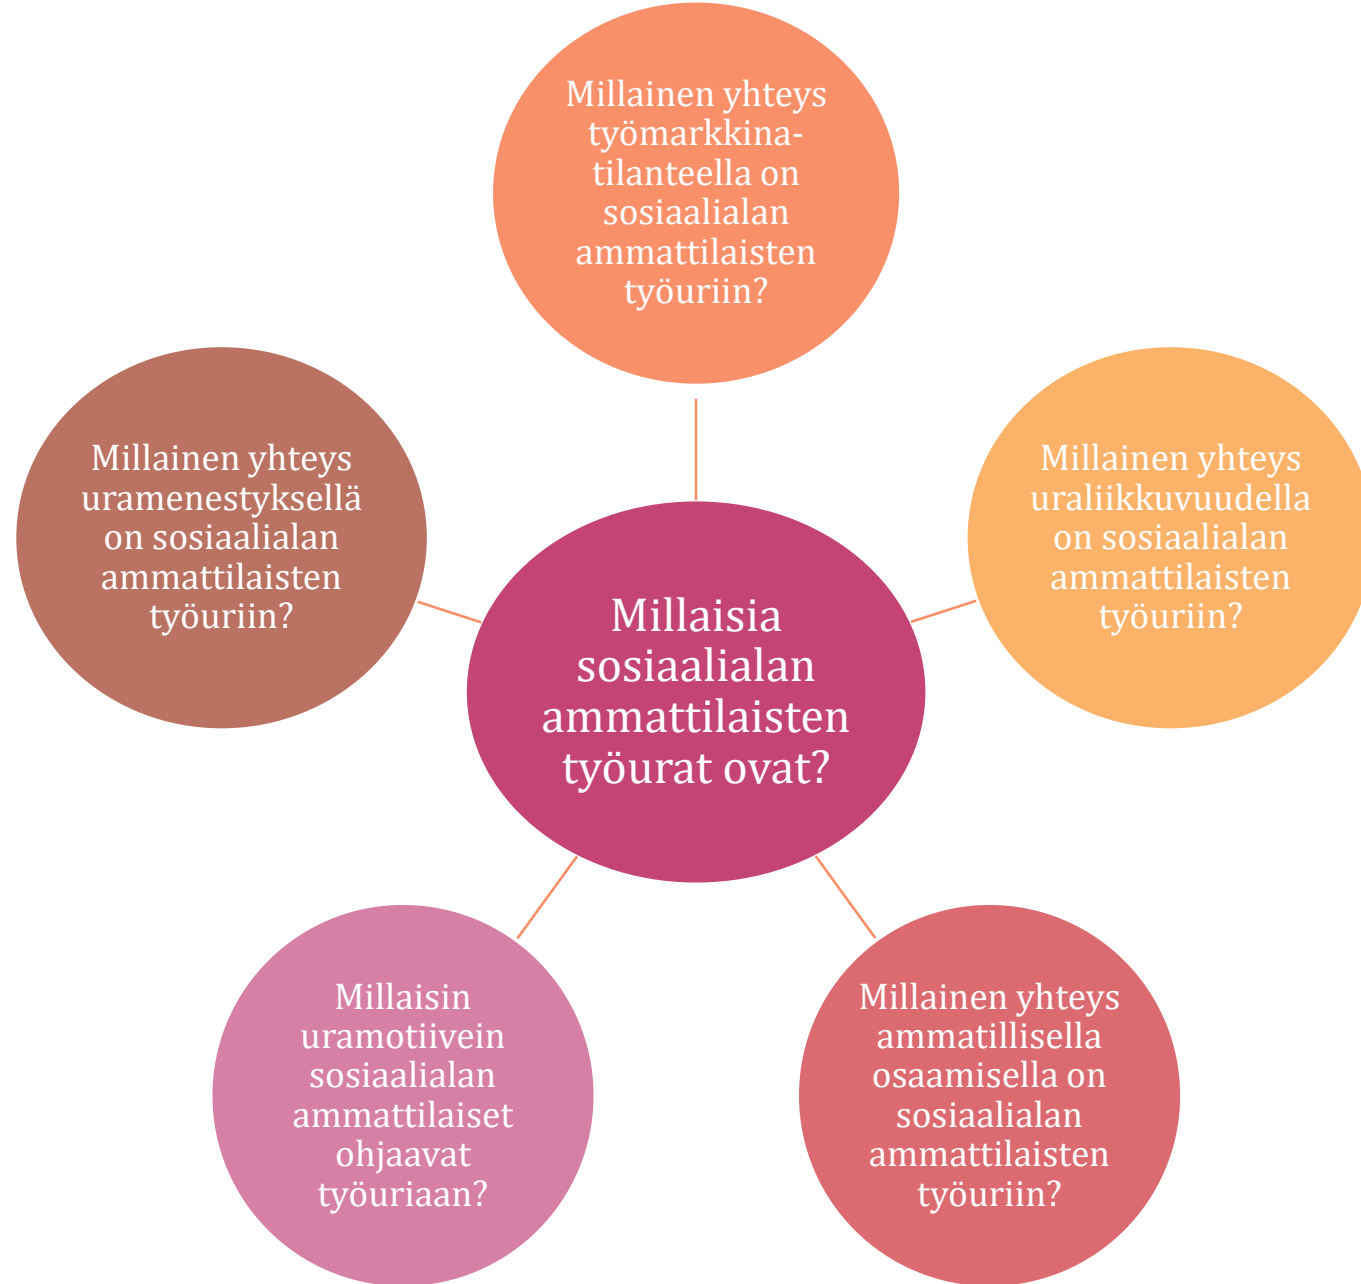 Millainen yhteys
työmarkkina-
tilanteella on
sosiaalialan
ammattilaisten
työuriin?
Millainen yhteys
uramenestyksellä
on sosiaalialan
ammattilaisten
työuriin?
Millainen yhteys
uraliikkuvuudella
on sosiaalialan
ammattilaisten
työuriin?
Millaisia
sosiaalialan
ammattilaisten
työurat ovat?
Millaisin
uramotiivein
sosiaalialan
ammattilaiset
ohjaavat
työuriaan?
Millainen yhteys
ammatillisella
osaamisella on
sosiaalialan
ammattilaisten
työuriin?